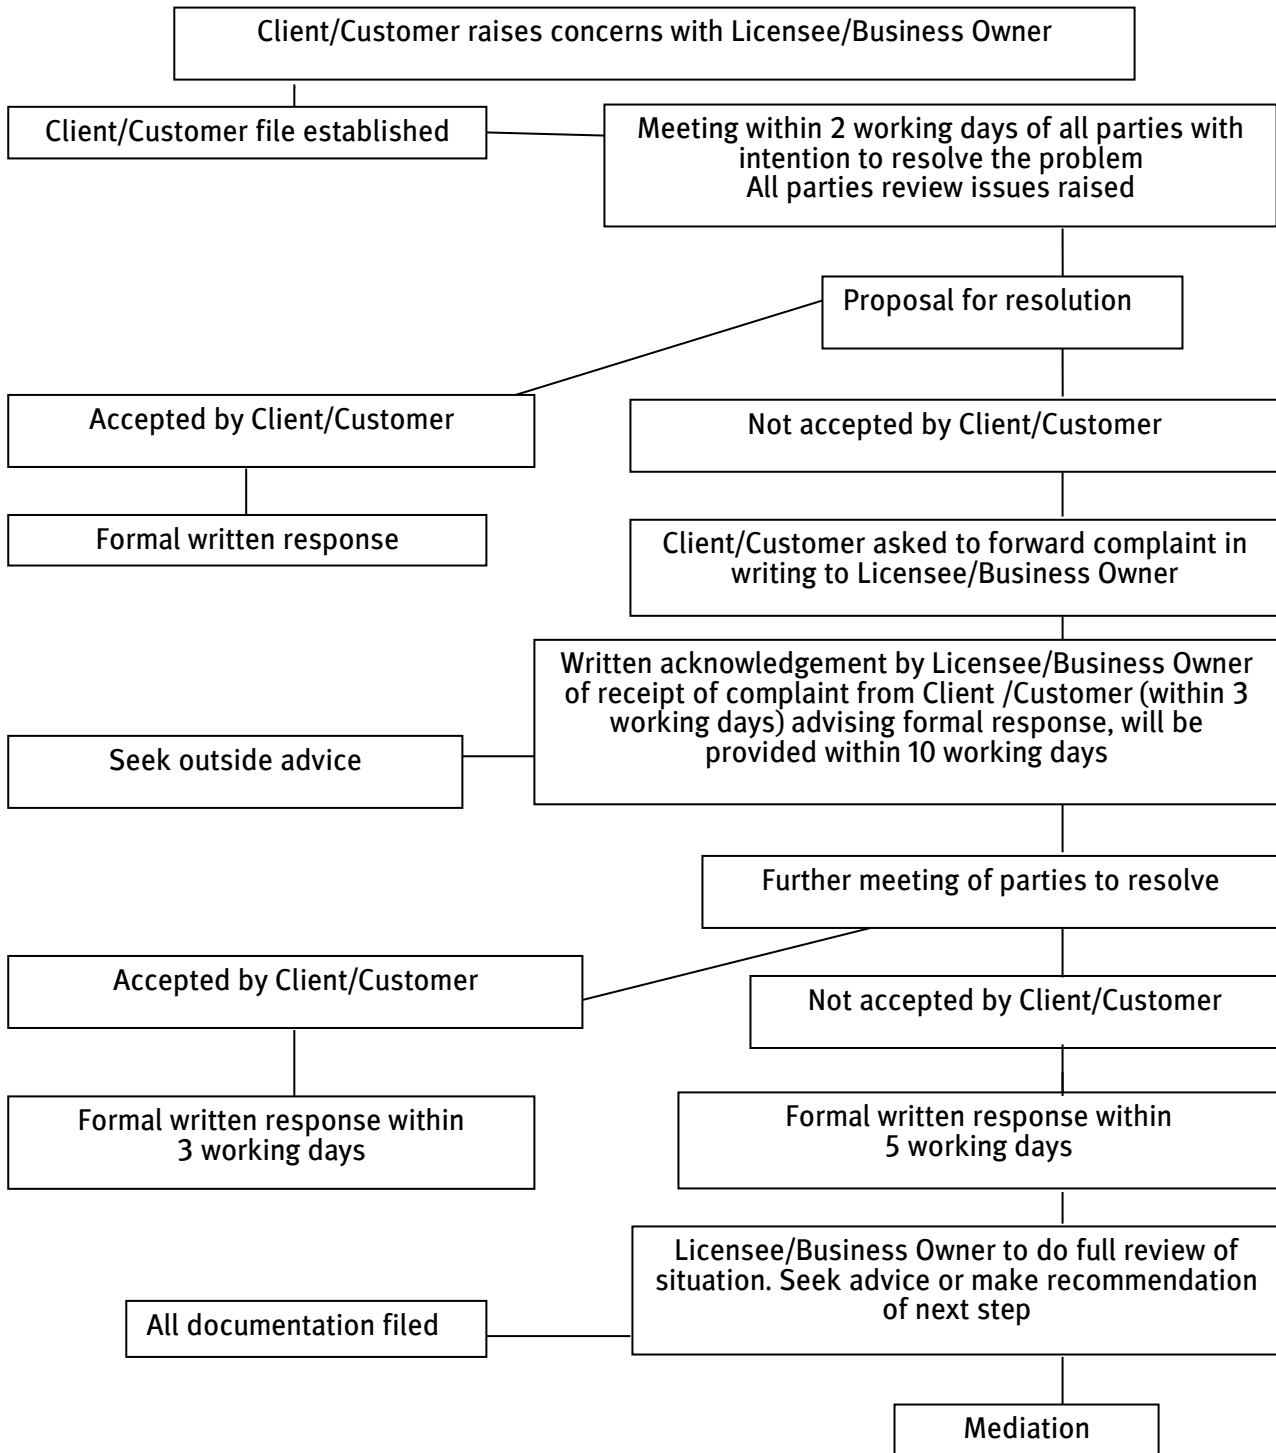 Client/Customer raises concerns with Licensee/Business Owner
Client/Customer file established
Meeting within 2 working days of all parties with
intention to resolve the problem
All parties review issues raised
Proposal for resolution
Accepted by Client/Customer
Not accepted by Client/Customer
Formal written response
Client/Customer asked to forward complaint in
writing to Licensee/Business Owner
Written acknowledgement by Licensee/Business Owner
of receipt of complaint from Client /Customer (within 3
working days) advising formal response, will be
provided within 10 working days
Seek outside advice
Further meeting of parties to resolve
Accepted by Client/Customer
Not accepted by Client/Customer
Formal written response within
3 working days
Formal written response within
5 working days
Licensee/Business Owner to do full review of
situation. Seek advice or make recommendation
of next step
All documentation filed
Mediation